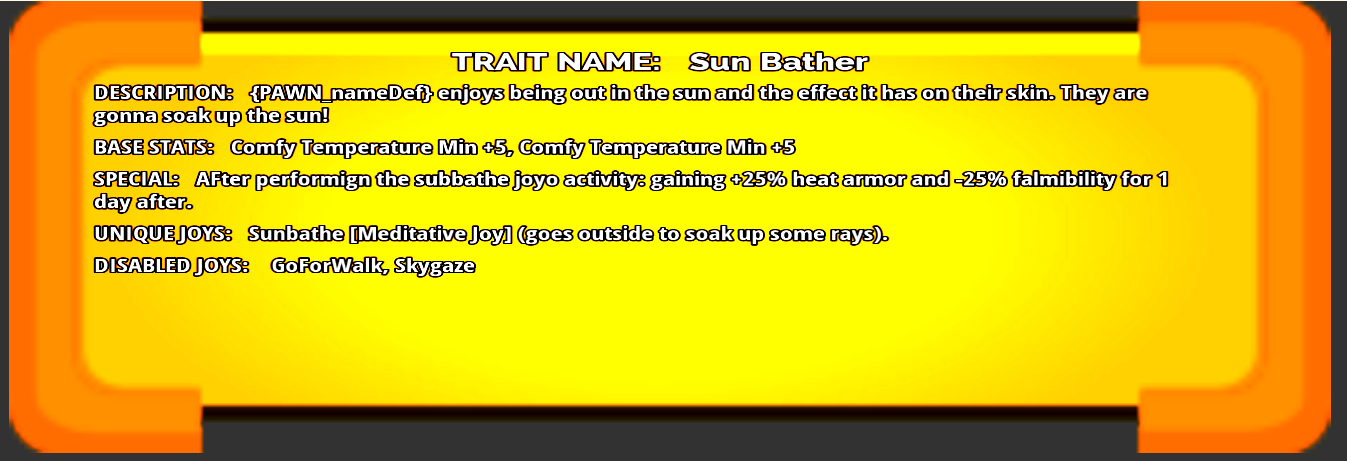 TRAIT NAME: Sun Bather
DESCRIPTION: {PAWN_nameDef} enjoys being out in the sun and the effect it has on their skin. They are
gonna soak up the sun!
BASE STATS: Comfy Temperature Min +5, Comfy Temperature Min +5
SPECIAL: AFter performign the subbathe joyo activity: gaining +25% heat armor and -25% falmibility for 1
day after.
UNIQUE JOYS: Sunbathe [Meditative Joy] (goes outside to soak up some rays).
DISABLED JOYS: GoForWalk, Skygaze